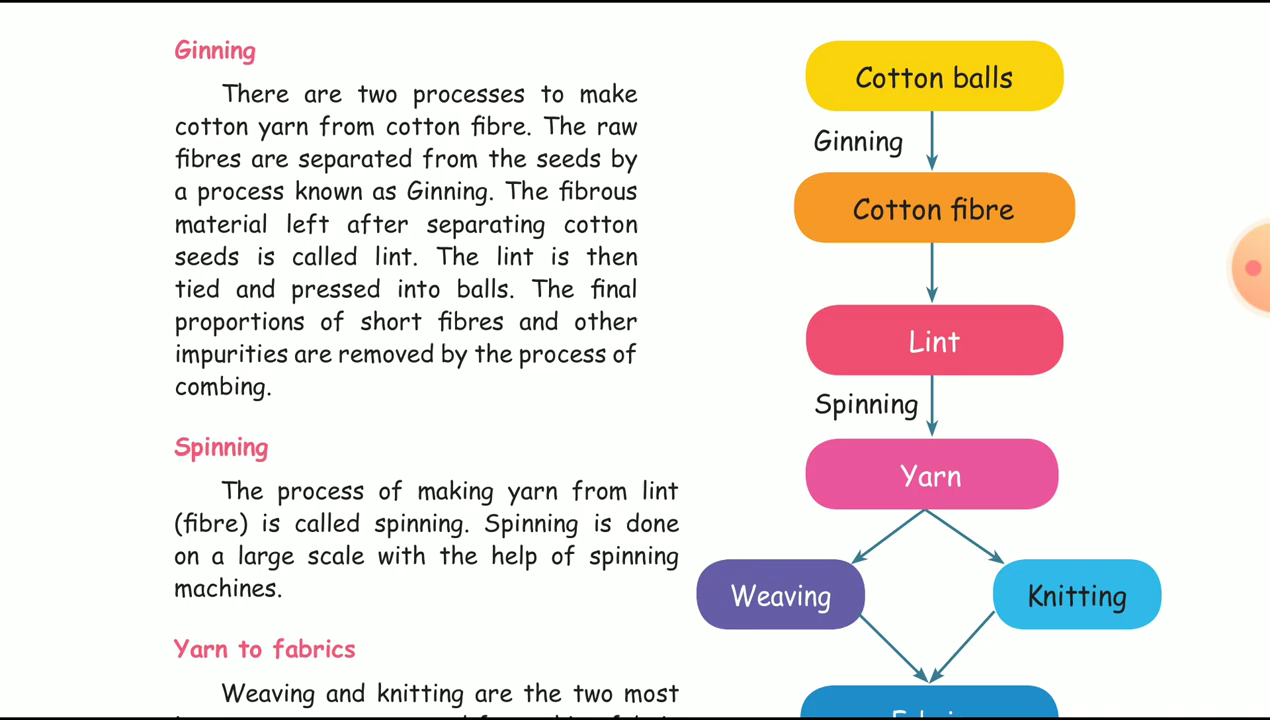 Ginning
There are two processes to make
cotton yarn from cotton fibre. The raw
fibres are separated from the seeds by
a process known as Ginning. The fibrous
material left after separating cotton
seeds is called lint. The lint is then
tied and pressed into balls. The final
proportions of short fibres and other
impurities are removed by the process of
combing.
Spinning
The process of making yarn from lint
(fibre) is called spinning. Spinning is done
on a large scale with the help of spinning
machines.
Yarn to fabrics
Weaving and knitting are the two most
Cotton balls
Ginning
Cotton fibre
Lint
Spinning
Yarn
Weaving
Knitting